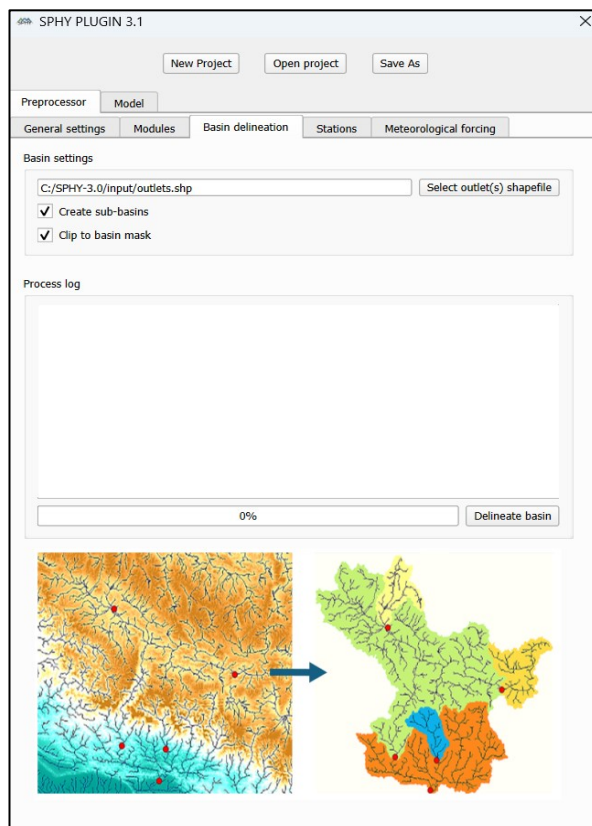 SPHY PLUGIN 3.1
New Project Open project Save As
Preprocessor Model
General settings Modules Basin delineation Stations Meteorological forcing
Basin settings
C:/SPHY-3.0/input/outlets.shp Select outlet(s) shapefile
Create sub-basins
Clip to basin mask
Process log
0% Delineate basin